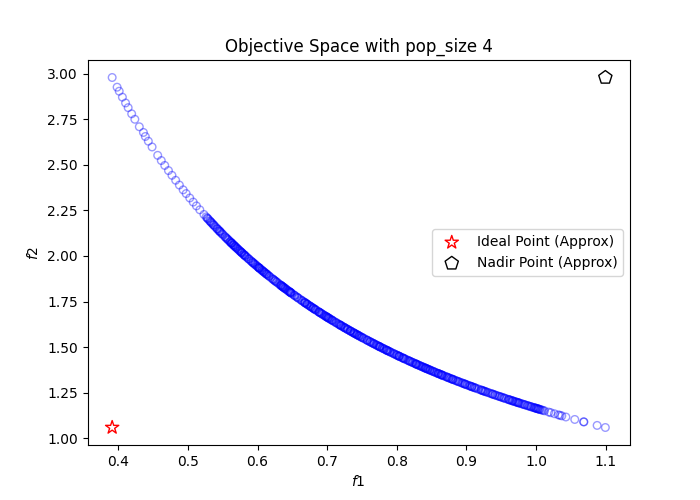 Objective Space with pop_size 4
3.00
2.75
2.50
2.25
2.00
1.75
1.50
1.25
1.00
f2
Ideal Point (Approx)
Nadir Point (Approx)
0.4 0.5 0.6 0.7 0.8 0.9 1.0 1.1
f1